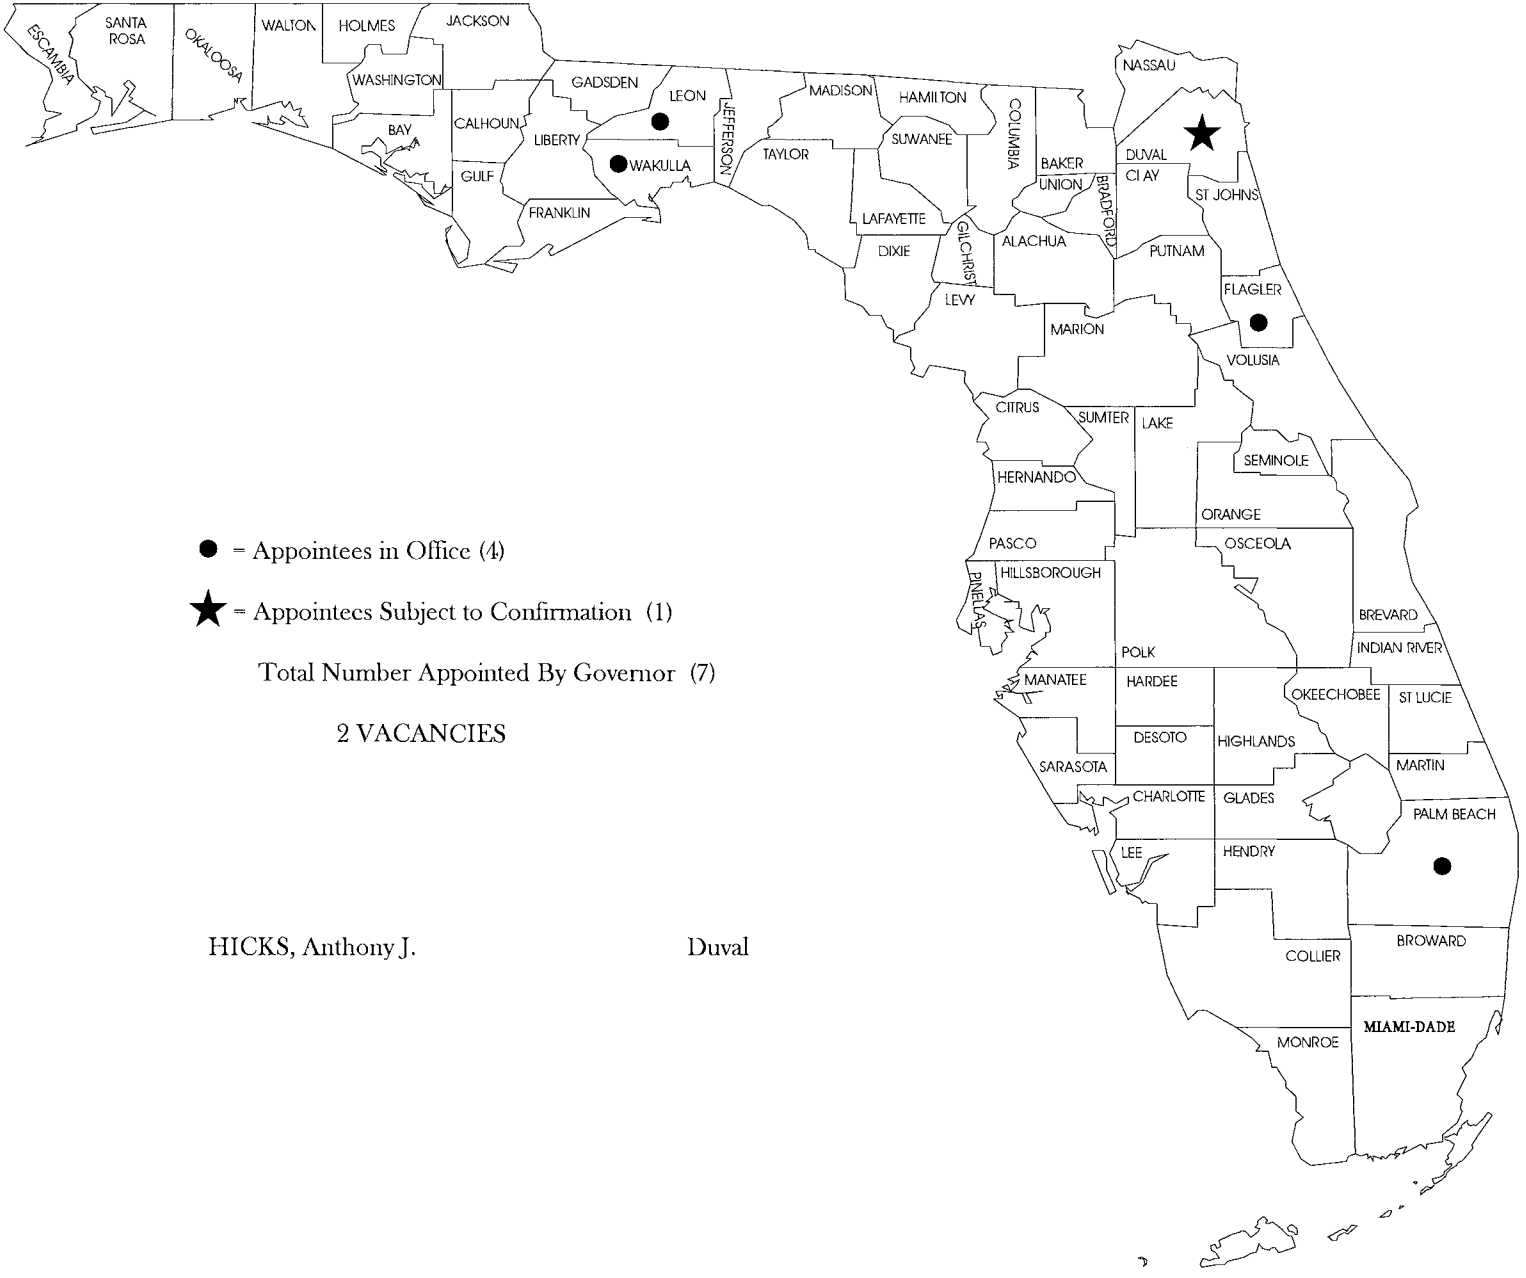 ESCAMBIA
SANTA
ROSA
OKALOOSA
WALTON
HOLMES
JACKSON
WASHINGTON
BAY
CALHOUN
GULF
GADSDEN
LIBERTY
FRANKLIN
LEON
WAKULLA
JEFFERSON
MADISON
TAYLOR
HAMILTON
SUWANEE
LAFAYETTE
DIXIE
COLUMBIA
GILCHRIST
LEVY
NASSAU
BAKER
UNION
BRADFORD
ALACHUA
DUVAL
CLAY
ST JOHNS
PUTNAM
FLAGLER
MARION
VOLUSIA
CITRUS
SUMTER
LAKE
SEMINOLE
HERNANDO
ORANGE
PASCO
OSCEOLA
PINELLAS
HILLSBOROUGH
POLK
BREVARD
INDIAN RIVER
MANATEE
HARDEE
OKEECHOBEE
ST LUCIE
DESOTO
HIGHLANDS
SARASOTA
MARTIN
CHARLOTTE
GLADES
PALM BEACH
LEE
HENDRY
BROWARD
COLLIER
MIAMI-DADE
MONROE
= Appointees in Office (4)
= Appointees Subject to Confirmation (1)
Total Number Appointed By Governor (7)
2 VACANCIES
HICKS, Anthony J. Duval